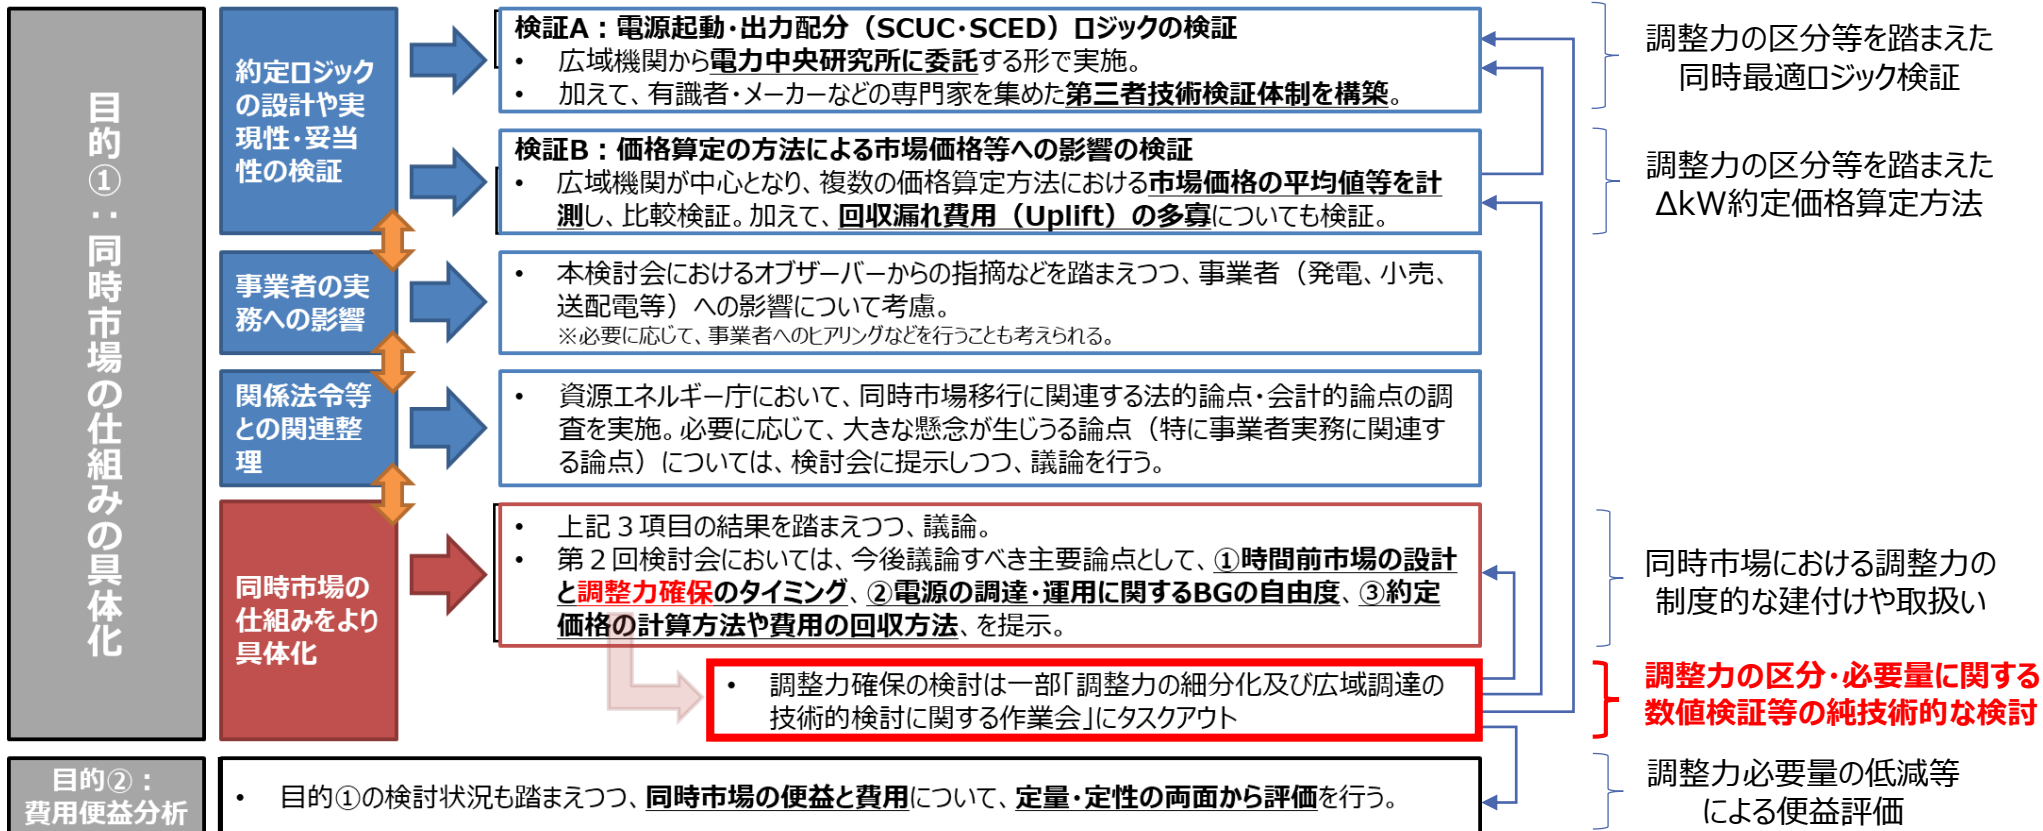 目的①：同時市場の仕組みの具体化
約定ロジック
の設計や実
現性・妥当
性の検証
検証A：電源起動・出力配分（SCUC・SCED）ロジックの検証
• 広域機関から電力中央研究所に委託する形で実施。
• 加えて、有識者・メーカーなどの専門家を集めた第三者技術検証体制を構築。
調整力の区分等を踏まえた
同時最適ロジック検証
検証B：価格算定の方法による市場価格等への影響の検証
• 広域機関が中心となり、複数の価格算定方法における市場価格の平均値等を計
測し、比較検証。加えて、回収漏れ費用（Uplift）の多寡についても検証。
調整力の区分等を踏まえた
ΔkW約定価格算定方法
事業者の実
務への影響
• 本検討会におけるオブザーバーからの指摘などを踏まえつつ、事業者（発電、小売、
送配電等）への影響について考慮。
※必要に応じて、事業者へのヒアリングなどを行うことも考えられる。
関係法令等
との関連整
理
• 資源エネルギー庁において、同時市場移行に関連する法的論点・会計的論点の調
査を実施。必要に応じて、大きな懸念が生じうる論点（特に事業者実務に関連す
る論点）については、検討会に提示しつつ、議論を行う。
同時市場の
仕組みをより
具体化
• 上記３項目の結果を踏まえつつ、議論。
• 第２回検討会においては、今後議論すべき主要論点として、①時間前市場の設計
と調整力確保のタイミング、②電源の調達・運用に関するBGの自由度、③約定
価格の計算方法や費用の回収方法、を提示。
同時市場における調整力の
制度的な建付けや取扱い
• 調整力確保の検討は一部「調整力の細分化及び広域調達の
技術的検討に関する作業会」にタスクアウト
調整力の区分・必要量に関する
数値検証等の純技術的な検討
目的②：
費用便益分析
• 目的①の検討状況も踏まえつつ、同時市場の便益と費用について、定量・定性の両面から評価を行う。
調整力必要量の低減等
による便益評価